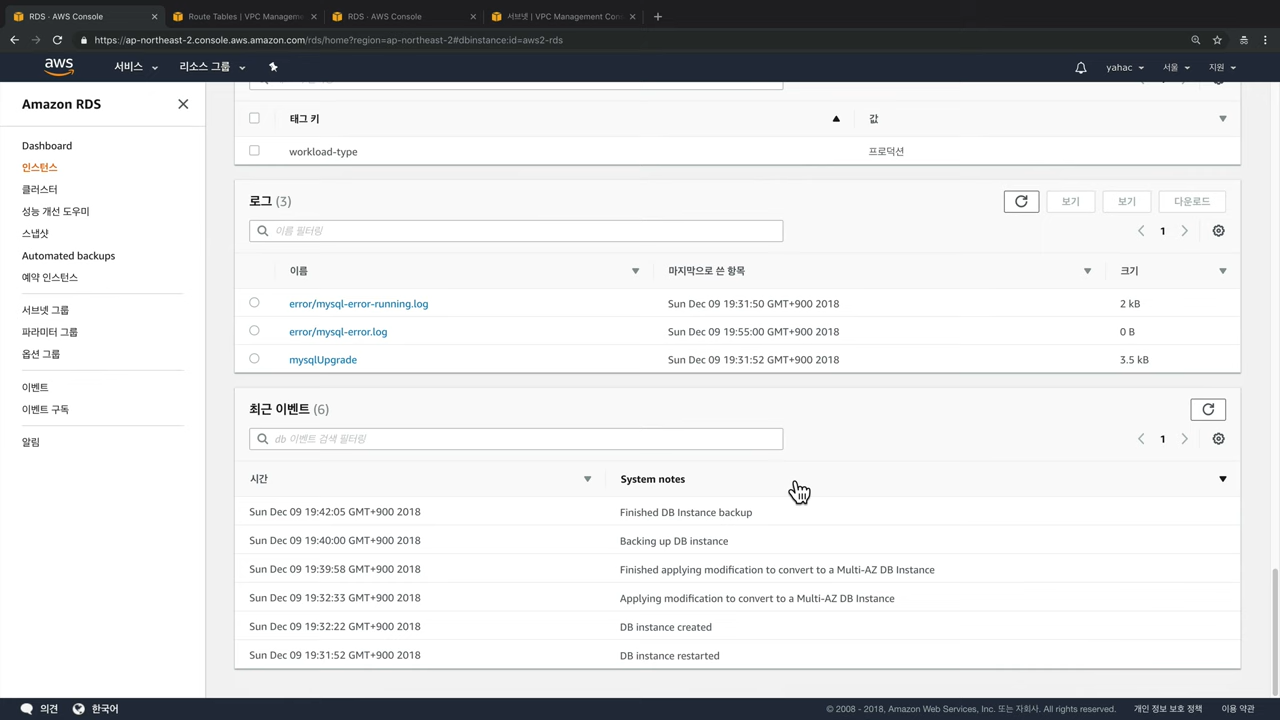 RDS · AWS Console
Route Tables | VPC Manageme
RDS · AWS Console
서브넷 | VPC Management Con
https://ap-northeast-2.console.aws.amazon.com/rds/home?region=ap-northeast-2#dbinstance:id=aws2-rds
aws
서비스
리소스 그룹
yahac
서울
지원
Amazon RDS
Dashboard
인스턴스
클러스터
성능 개선 도우미
스냅샷
Automated backups
예약 인스턴스
서브넷 그룹
파라미터 그룹
옵션 그룹
이벤트
이벤트 구독
알림
태그 키 값
workload-type 프로덕션
로그 (3)
보기 보기 다운로드
이름 필터링
1
이름 마지막으로 쓴 항목 크기
error/mysql-error-running.log Sun Dec 09 19:31:50 GMT+900 2018 2 kB
error/mysql-error.log Sun Dec 09 19:55:00 GMT+900 2018 0 B
mysqlUpgrade Sun Dec 09 19:31:52 GMT+900 2018 3.5 kB
최근 이벤트 (6)
db 이벤트 검색 필터링
1
시간 System notes
Sun Dec 09 19:42:05 GMT+900 2018 Finished DB Instance backup
Sun Dec 09 19:40:00 GMT+900 2018 Backing up DB instance
Sun Dec 09 19:39:58 GMT+900 2018 Finished applying modification to convert to a Multi-AZ DB Instance
Sun Dec 09 19:32:33 GMT+900 2018 Applying modification to convert to a Multi-AZ DB Instance
Sun Dec 09 19:32:22 GMT+900 2018 DB instance created
Sun Dec 09 19:31:52 GMT+900 2018 DB instance restarted
의견 한국어
© 2008 - 2018, Amazon Web Services, Inc. 또는 자회사. All rights reserved. 개인 정보 보호 정책 이용 약관